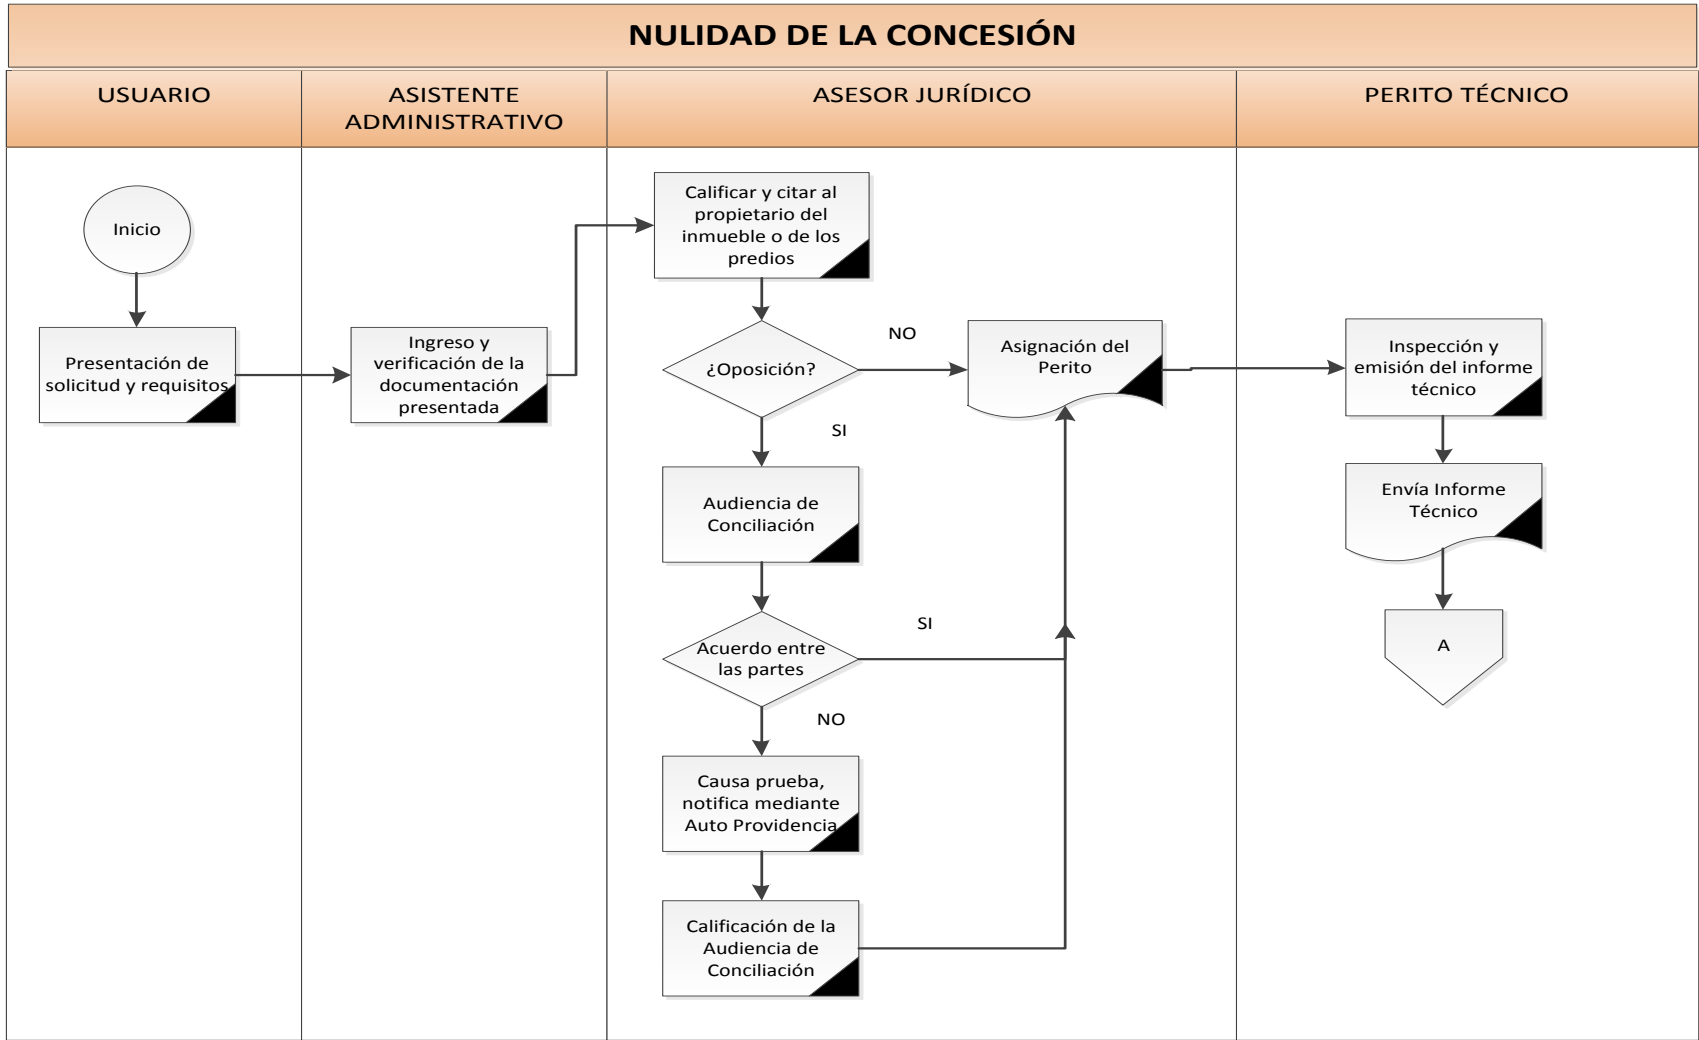 NULIDAD DE LA CONCESIÓN
USUARIO
ASISTENTE
ADMINISTRATIVO
ASESOR JURÍDICO
PERITO TÉCNICO
Inicio
Presentación de
solicitud y requisitos
Ingreso y
verificación de la
documentación
presentada
Calificar y citar al
propietario del
inmueble o de los
predios
¿Oposición?
NO
SI
Asignación del
Perito
Audiencia de
Conciliación
Acuerdo entre
las partes
SI
NO
Causa prueba,
notifica mediante
Auto Providencia
Calificación de la
Audiencia de
Conciliación
Inspección y
emisión del informe
técnico
Envía Informe
Técnico
A